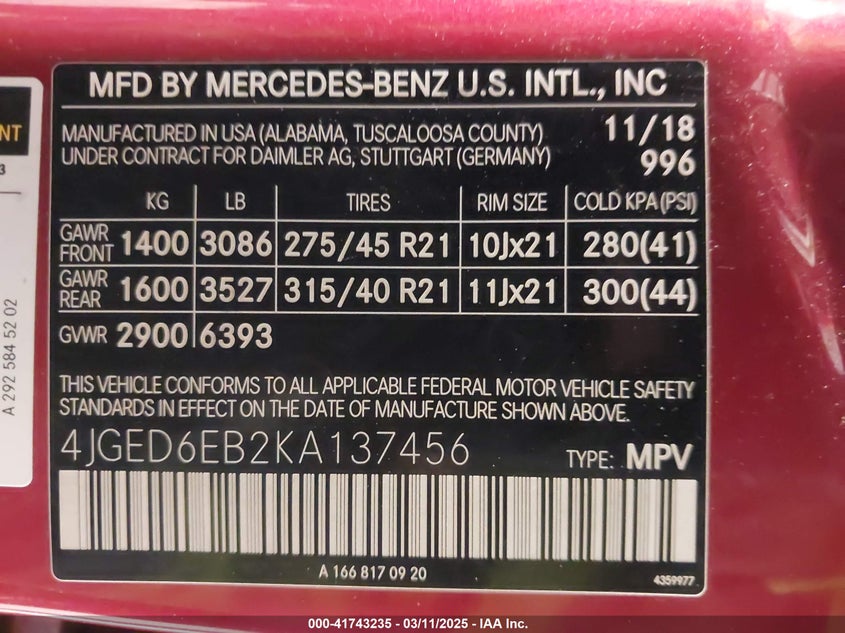 MFD BY MERCEDES-BENZ U.S. INTL., INC
MANUFACTURED IN USA (ALABAMA, TUSCALOOSA COUNTY) 11/18
UNDER CONTRACT FOR DAIMLER AG, STUTTGART (GERMANY) 996
KG LB TIRES RIM SIZE COLD KPA (PSI)
GAWR FRONT 1400 3086 275/45 R21 10Jx21 280(41)
GAWR REAR 1600 3527 315/40 R21 11Jx21 300(44)
GVWR 2900 6393
THIS VEHICLE CONFORMS TO ALL APPLICABLE FEDERAL MOTOR VEHICLE SAFETY
STANDARDS IN EFFECT ON THE DATE OF MANUFACTURE SHOWN ABOVE.
4JGED6EB2KA137456 TYPE: MPV
A 166 817 09 20
4359977
A 292 584 52 02
000-41743235 - 03/11/2025 - IAA Inc.